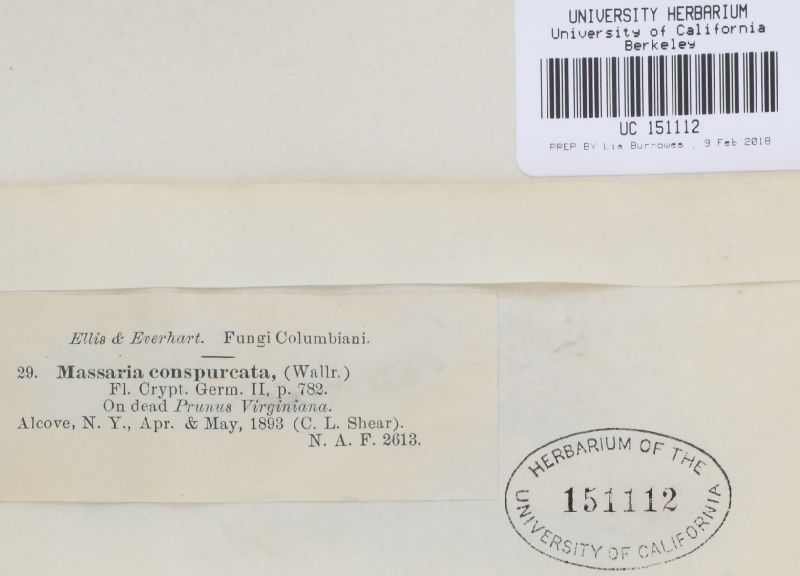 UNIVERSITY HERBARIUM
University of California
Berkeley
UC 151112
PREP BY Lia Burrowes . 9 Feb 2018
Ellis & Everhart. Fungi Columbiani.
29. Massaria conspurcata, (Wallr.)
Fl. Crypt. Germ. II, p. 782.
On dead Prunus Virginiana.
Alcove, N. Y., Apr. & May, 1893 (C. L. Shear).
N. A. F. 2613.
HERBARIUM OF THE
151112
UNIVERSITY OF CALIFORNIA